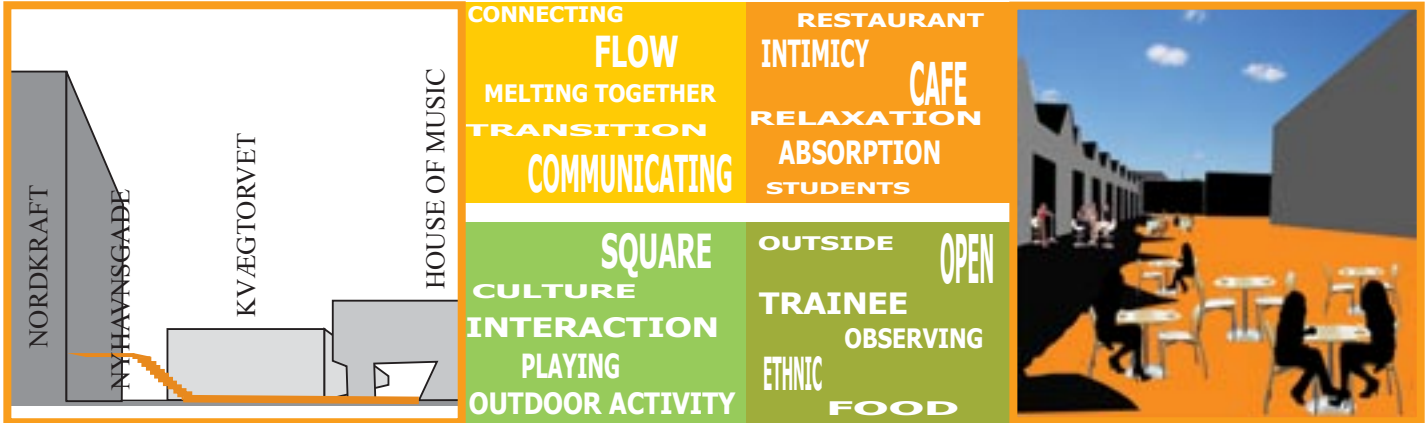 NORDKRAFT
NYHAVNSGADE
KVÆGTORVET
HOUSE OF MUSIC
CONNECTING
FLOW
MELTING TOGETHER
TRANSITION
COMMUNICATING
RESTAURANT
INTIMICY
CAFE
RELAXATION
ABSORPTION
STUDENTS
SQUARE
CULTURE
INTERACTION
PLAYING
OUTDOOR ACTIVITY
OUTSIDE
OPEN
TRAINEE
OBSERVING
ETHNIC
FOOD